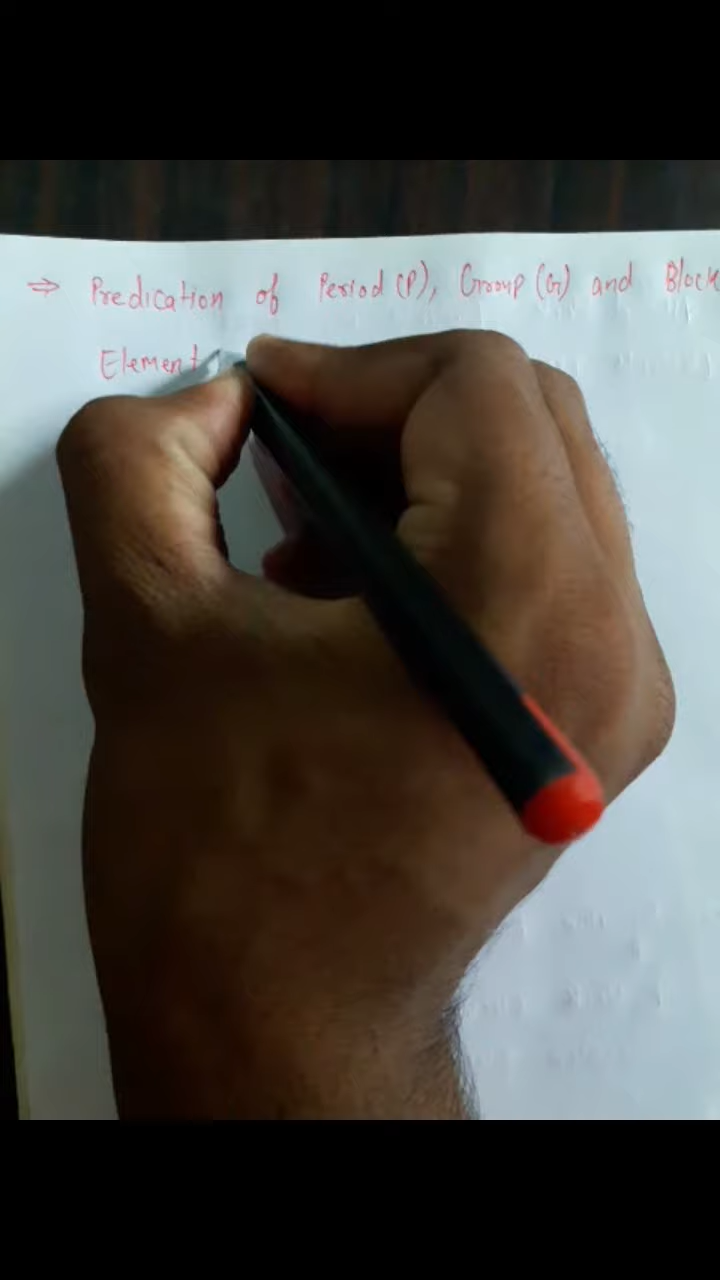 ⇒ Predication of Period (P), Group (G) and Block
Element